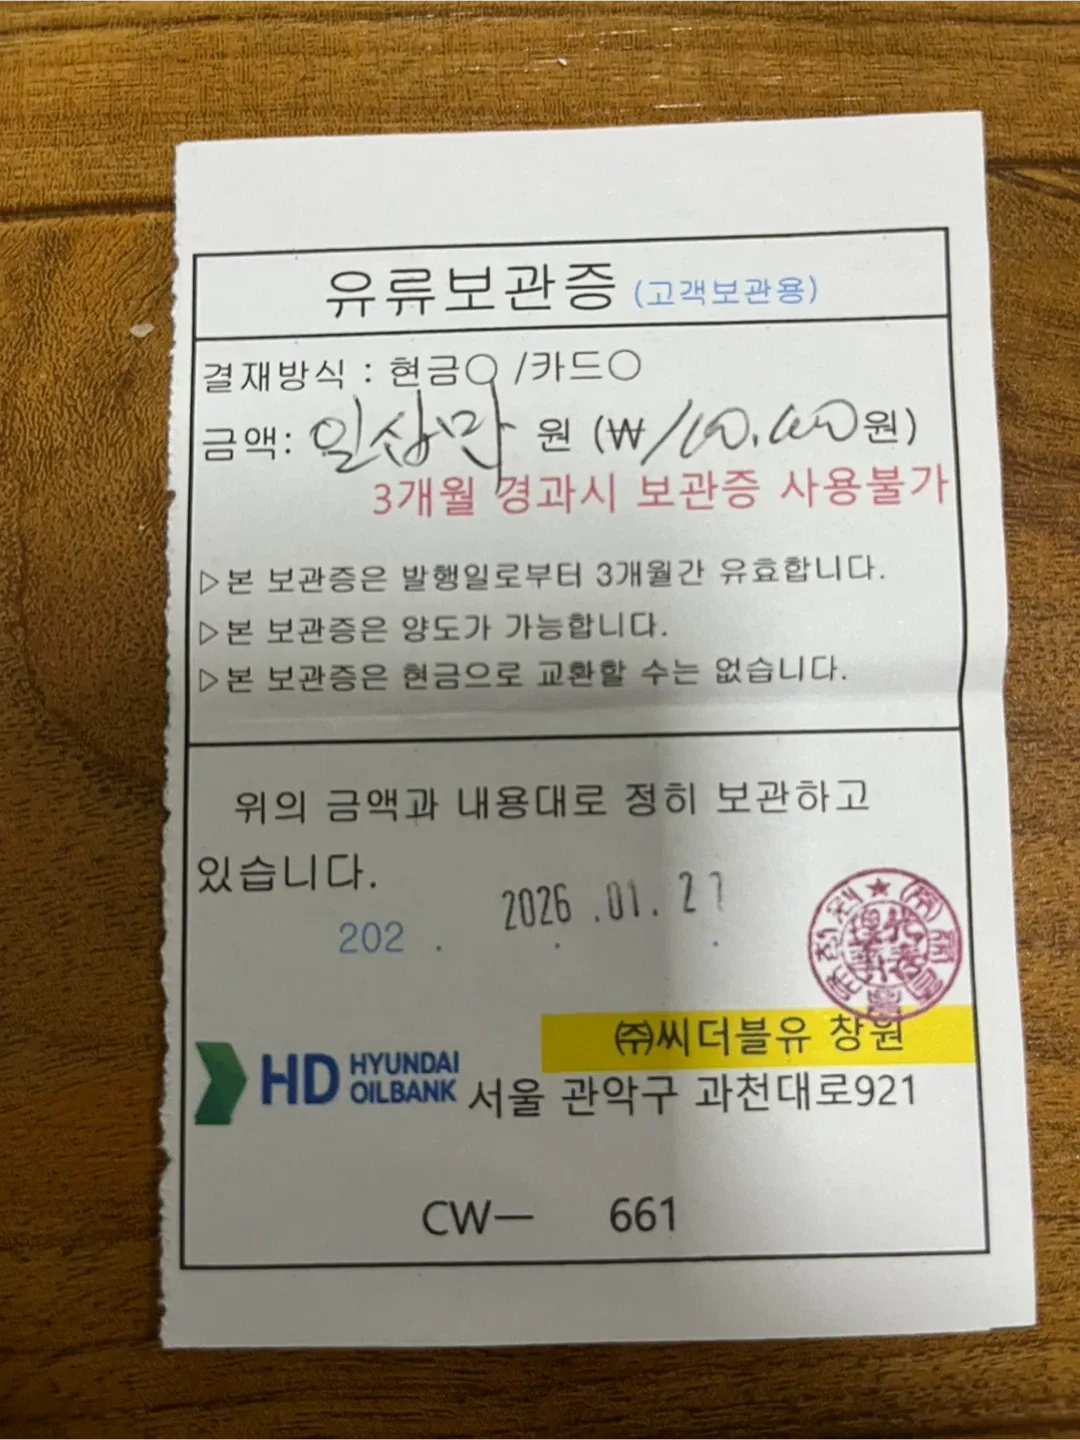 유류보관증 (고객보관용)
결재방식 : 현금○ /카드○
금액: 일십만 원 (₩/100,000원)
3개월 경과시 보관증 사용불가
▷본 보관증은 발행일로부터 3개월간 유효합니다.
▷본 보관증은 양도가 가능합니다.
▷본 보관증은 현금으로 교환할 수는 없습니다.
위의 금액과 내용대로 정히 보관하고
있습니다.
2026 .01. 27
202 . . .
㈜씨더블유 창원
HD HYUNDAI
OILBANK
서울 관악구 과천대로921
CW— 661